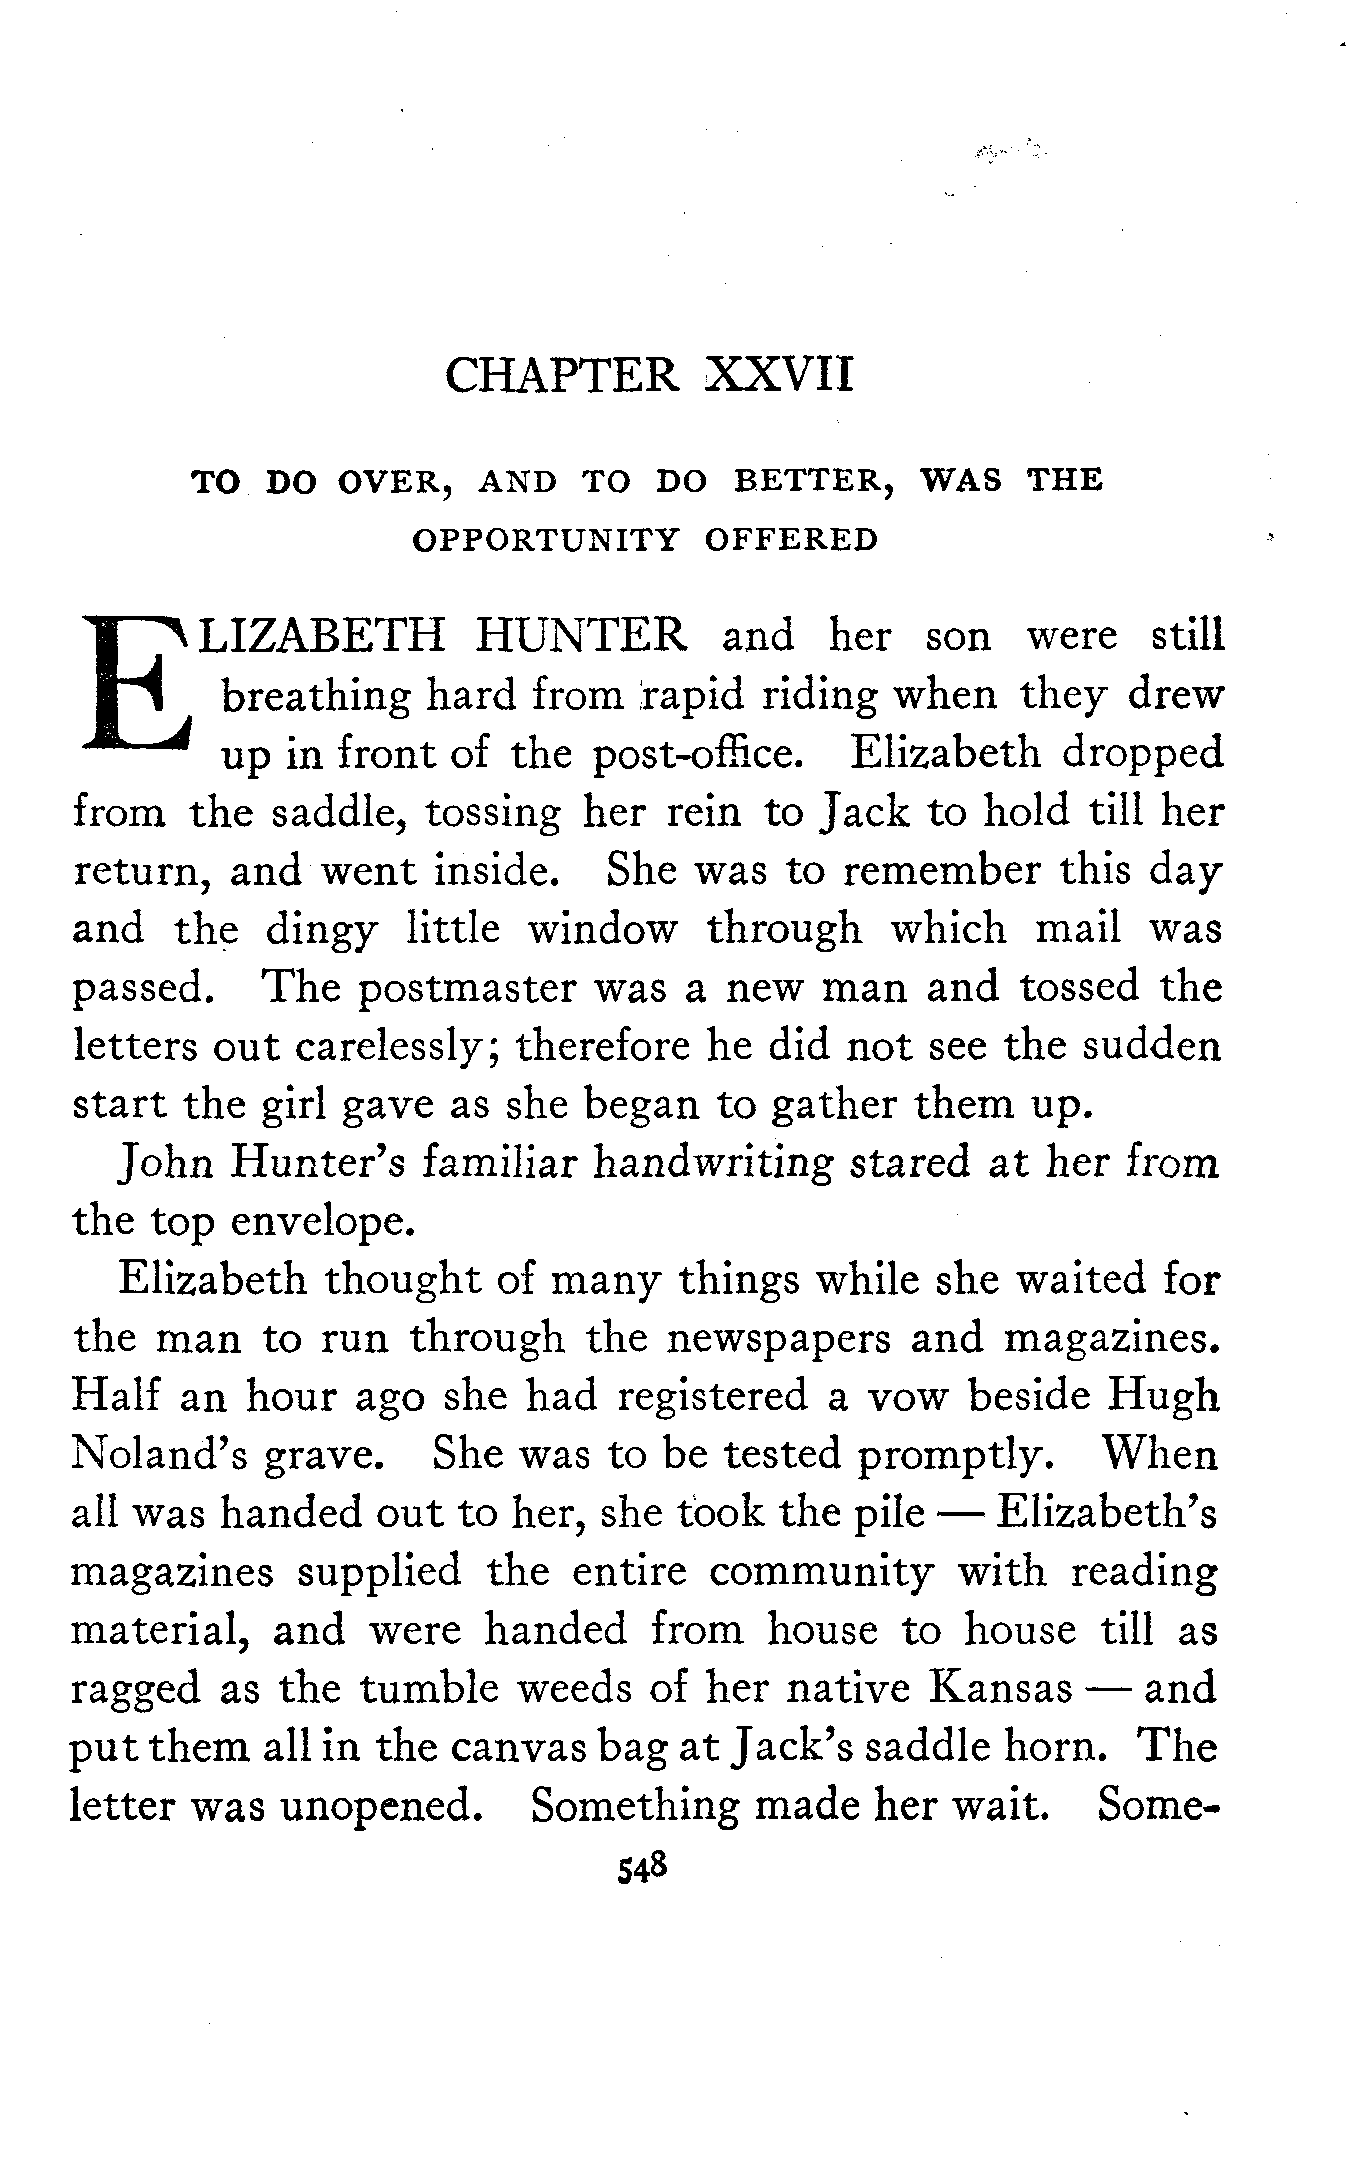 CHAPTER XXVII
TO DO OVER, AND TO DO BETTER, WAS THE
OPPORTUNITY OFFERED
ELIZABETH HUNTER and her son were still
breathing hard from rapid riding when they drew
up in front of the post-office. Elizabeth dropped
from the saddle, tossing her rein to Jack to hold till her
return, and went inside. She was to remember this day
and the dingy little window through which mail was
passed. The postmaster was a new man and tossed the
letters out carelessly; therefore he did not see the sudden
start the girl gave as she began to gather them up.
John Hunter's familiar handwriting stared at her from
the top envelope.
Elizabeth thought of many things while she waited for
the man to run through the newspapers and magazines.
Half an hour ago she had registered a vow beside Hugh
Noland's grave. She was to be tested promptly. When
all was handed out to her, she took the pile — Elizabeth's
magazines supplied the entire community with reading
material, and were handed from house to house till as
ragged as the tumble weeds of her native Kansas — and
put them all in the canvas bag at Jack's saddle horn. The
letter was unopened. Something made her wait. Some-
548